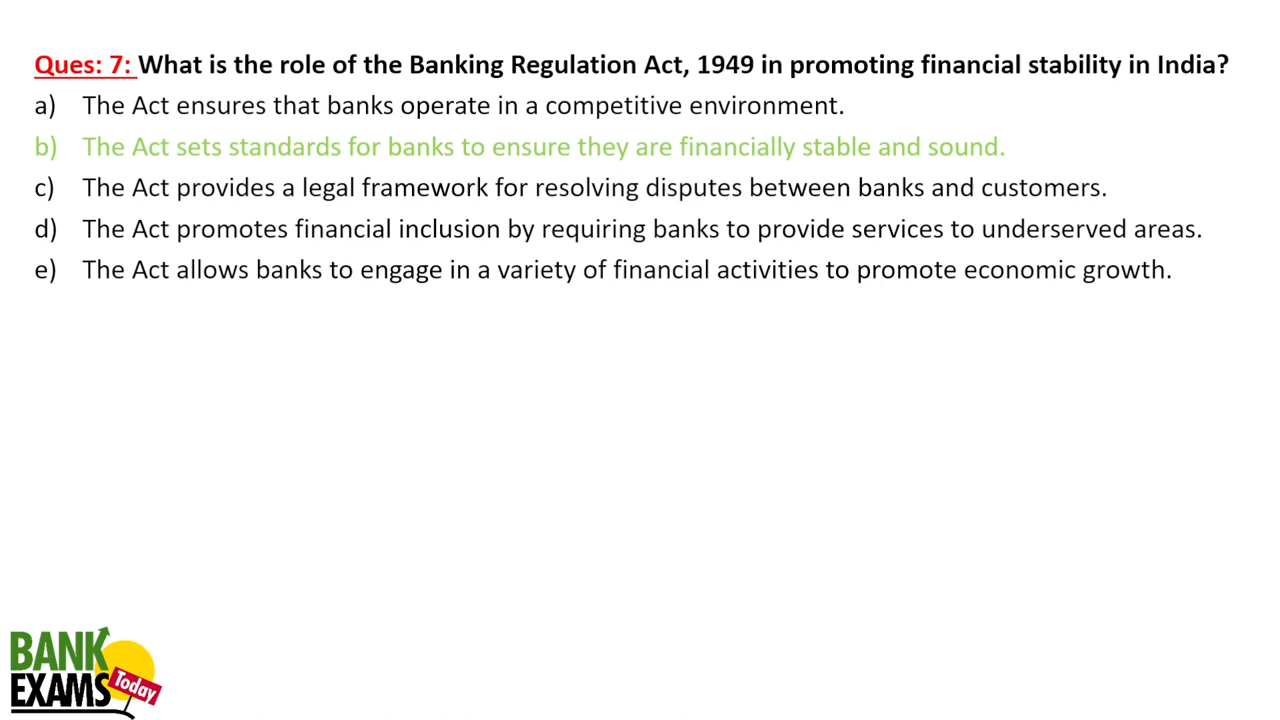 Ques: 7: What is the role of the Banking Regulation Act, 1949 in promoting financial stability in India?
a) The Act ensures that banks operate in a competitive environment.
b) The Act sets standards for banks to ensure they are financially stable and sound.
c) The Act provides a legal framework for resolving disputes between banks and customers.
d) The Act promotes financial inclusion by requiring banks to provide services to underserved areas.
e) The Act allows banks to engage in a variety of financial activities to promote economic growth.
BANK
EXAMS Today